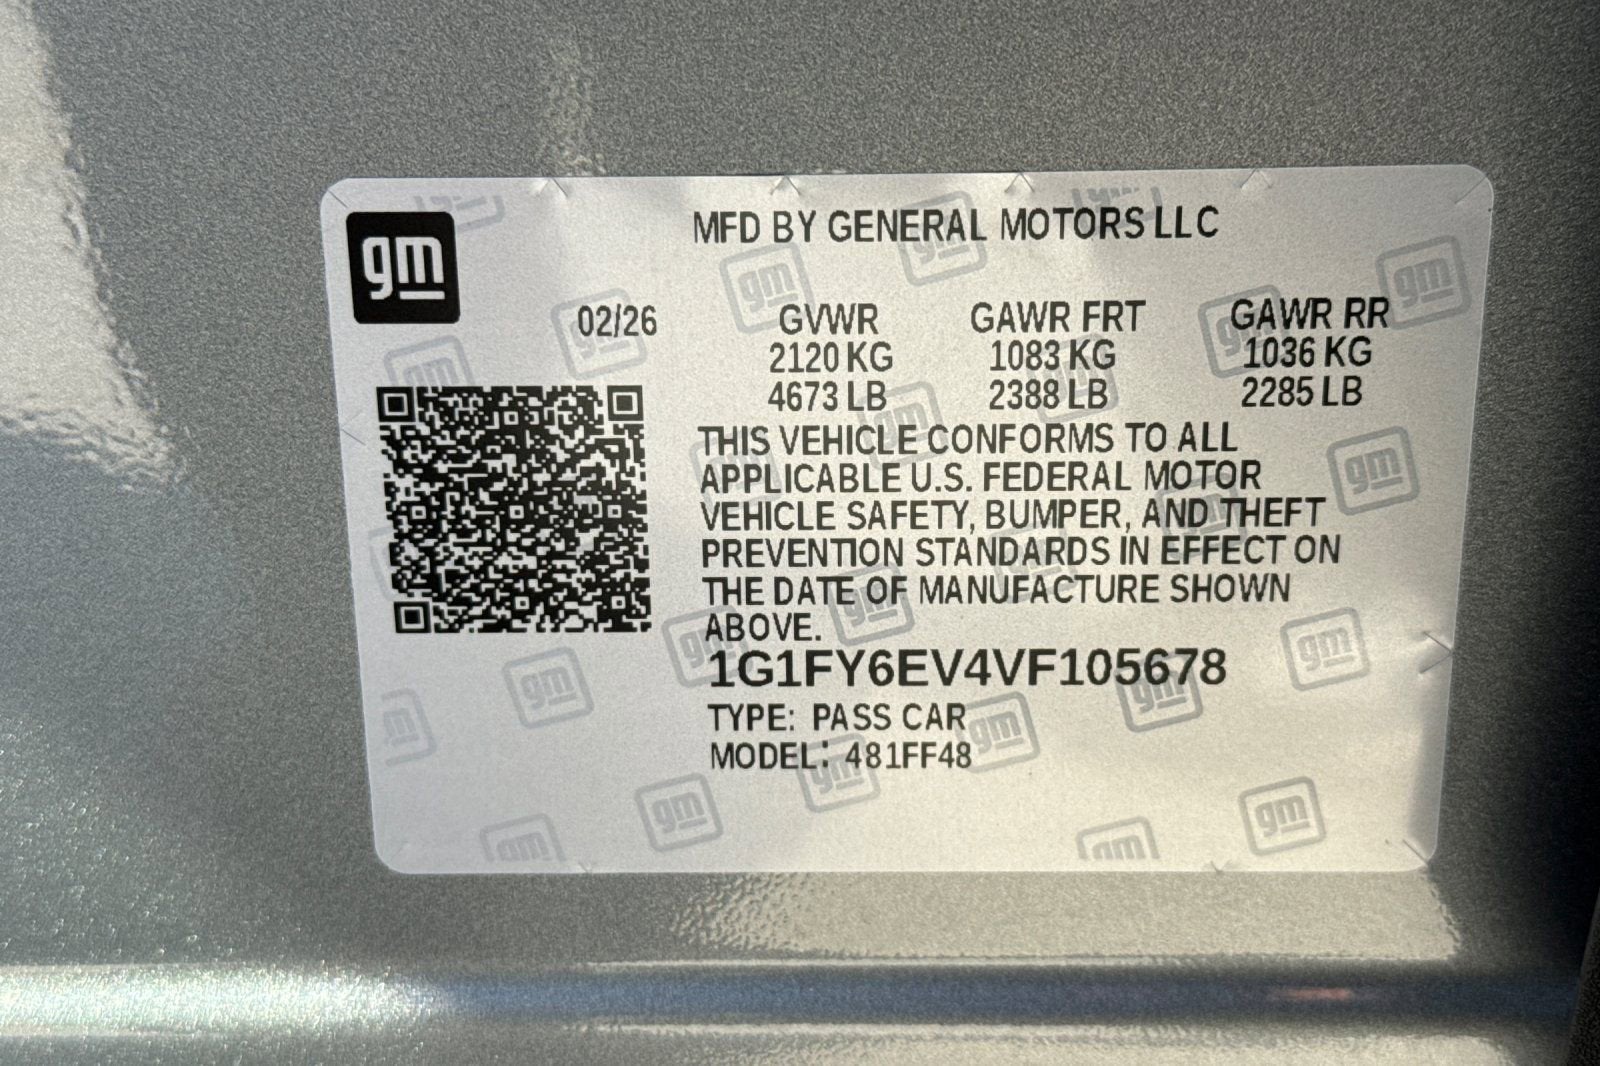 gm
MFD BY GENERAL MOTORS LLC
02/26 GVWR GAWR FRT GAWR RR
2120 KG 1083 KG 1036 KG
4673 LB 2388 LB 2285 LB
THIS VEHICLE CONFORMS TO ALL
APPLICABLE U.S. FEDERAL MOTOR
VEHICLE SAFETY, BUMPER, AND THEFT
PREVENTION STANDARDS IN EFFECT ON
THE DATE OF MANUFACTURE SHOWN
ABOVE.
1G1FY6EV4VF105678
TYPE: PASS CAR
MODEL: 481FF48